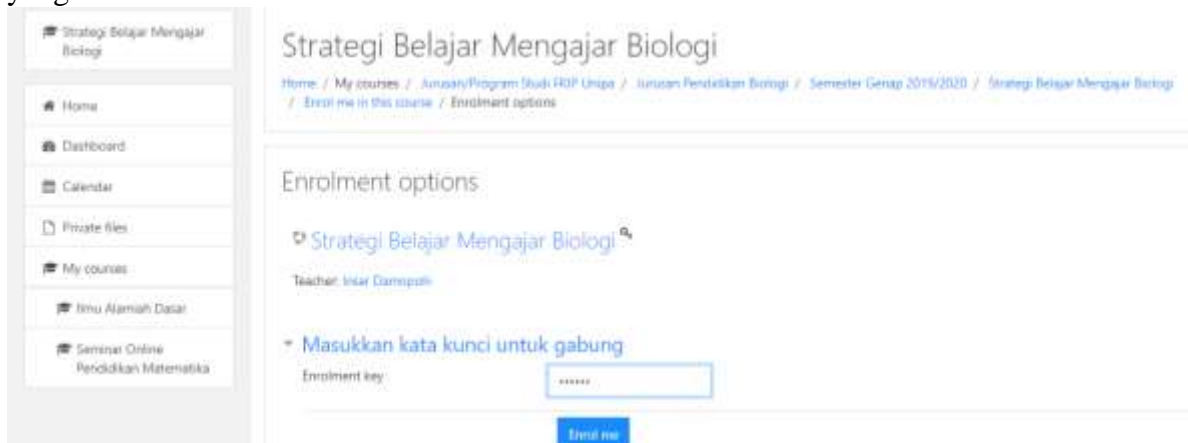 Strategi Belajar Mengajar
Biologi
Home
Dashboard
Calendar
Private files
My courses
Ilmu Alamiah Dasar
Seminar Online
Pendidikan Matematika
Strategi Belajar Mengajar Biologi
Home / My courses / Jurusan/Program Studi FKIP Unipa / Jurusan Pendidikan Biologi / Semester Genap 2019/2020 / Strategi Belajar Mengajar Biologi
/ Enrol me in this course / Enrolment options
Enrolment options
Strategi Belajar Mengajar Biologi
Teacher: Insar Damopolii
Masukkan kata kunci untuk gabung
Enrolment key
••••••
Enrol me